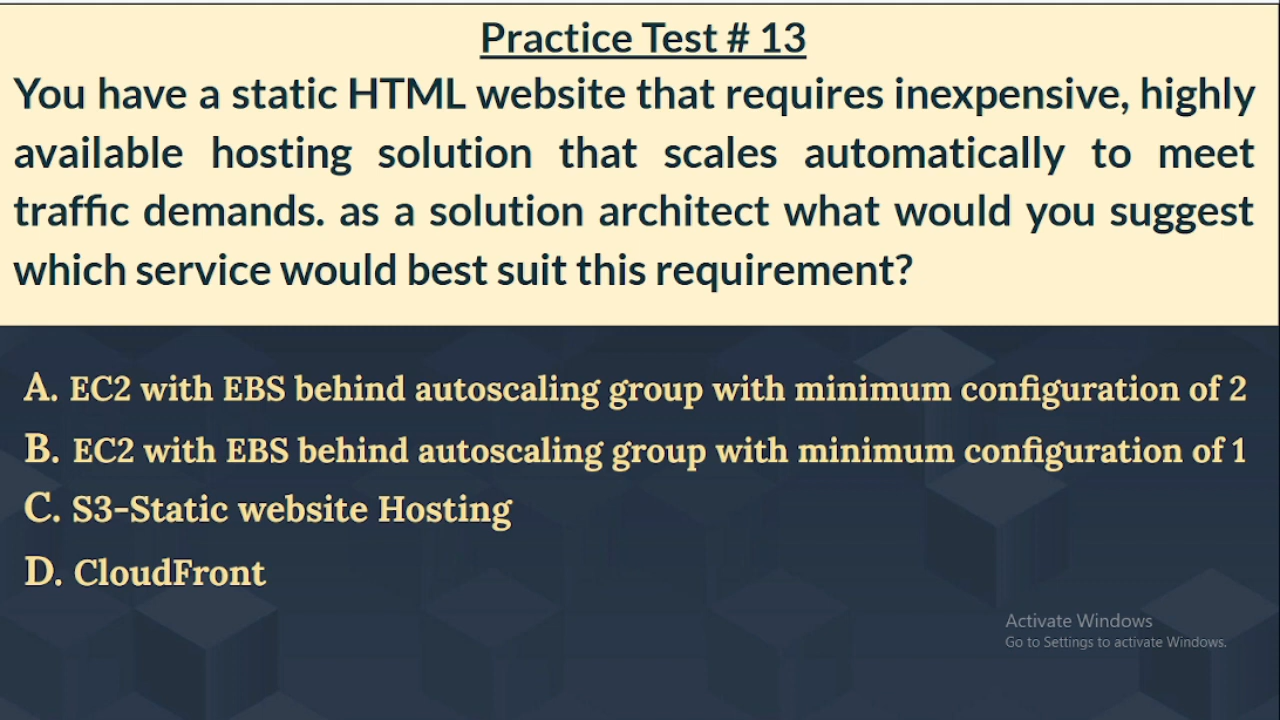 Practice Test # 13
You have a static HTML website that requires inexpensive, highly
available hosting solution that scales automatically to meet
traffic demands. as a solution architect what would you suggest
which service would best suit this requirement?
A. EC2 with EBS behind autoscaling group with minimum configuration of 2
B. EC2 with EBS behind autoscaling group with minimum configuration of 1
C. S3-Static website Hosting
D. CloudFront
Activate Windows
Go to Settings to activate Windows.